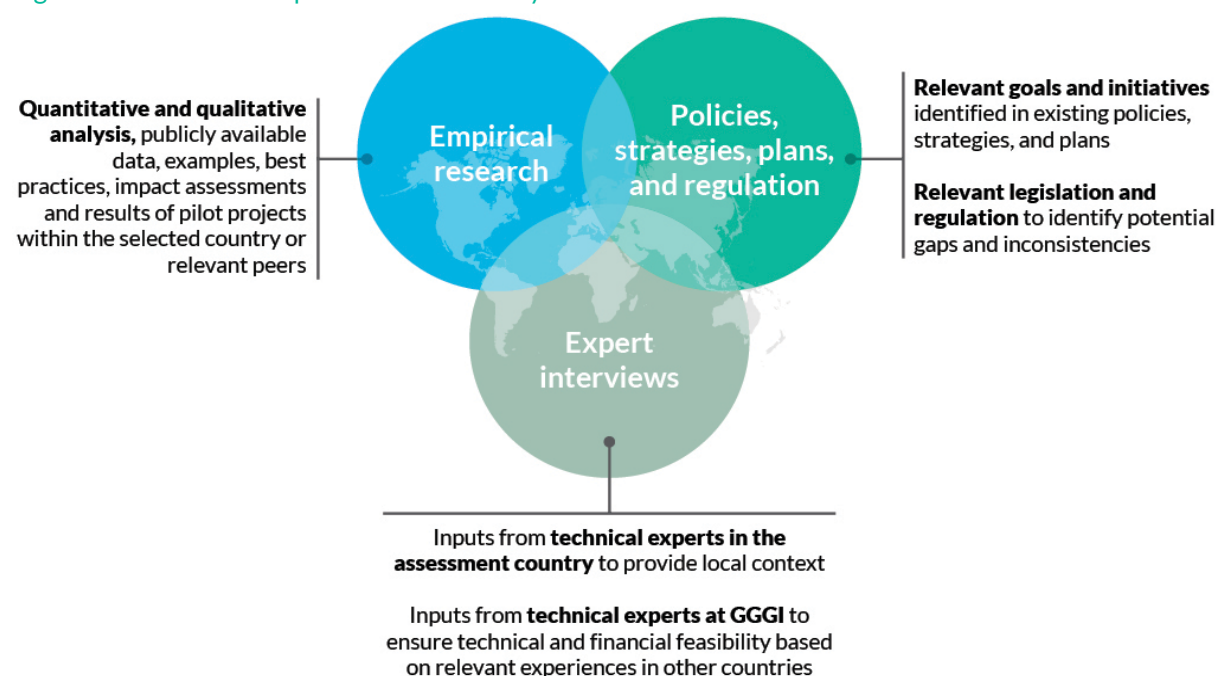 Quantitative and qualitative
analysis, publicly available
data, examples, best
practices, impact assessments
and results of pilot projects
within the selected country or
relevant peers
Empirical
research
Policies,
strategies, plans,
and regulation
Relevant goals and initiatives
identified in existing policies,
strategies, and plans
Relevant legislation and
regulation to identify potential
gaps and inconsistencies
Expert
interviews
Inputs from technical experts in the
assessment country to provide local context
Inputs from technical experts at GGGI to
ensure technical and financial feasibility based
on relevant experiences in other countries